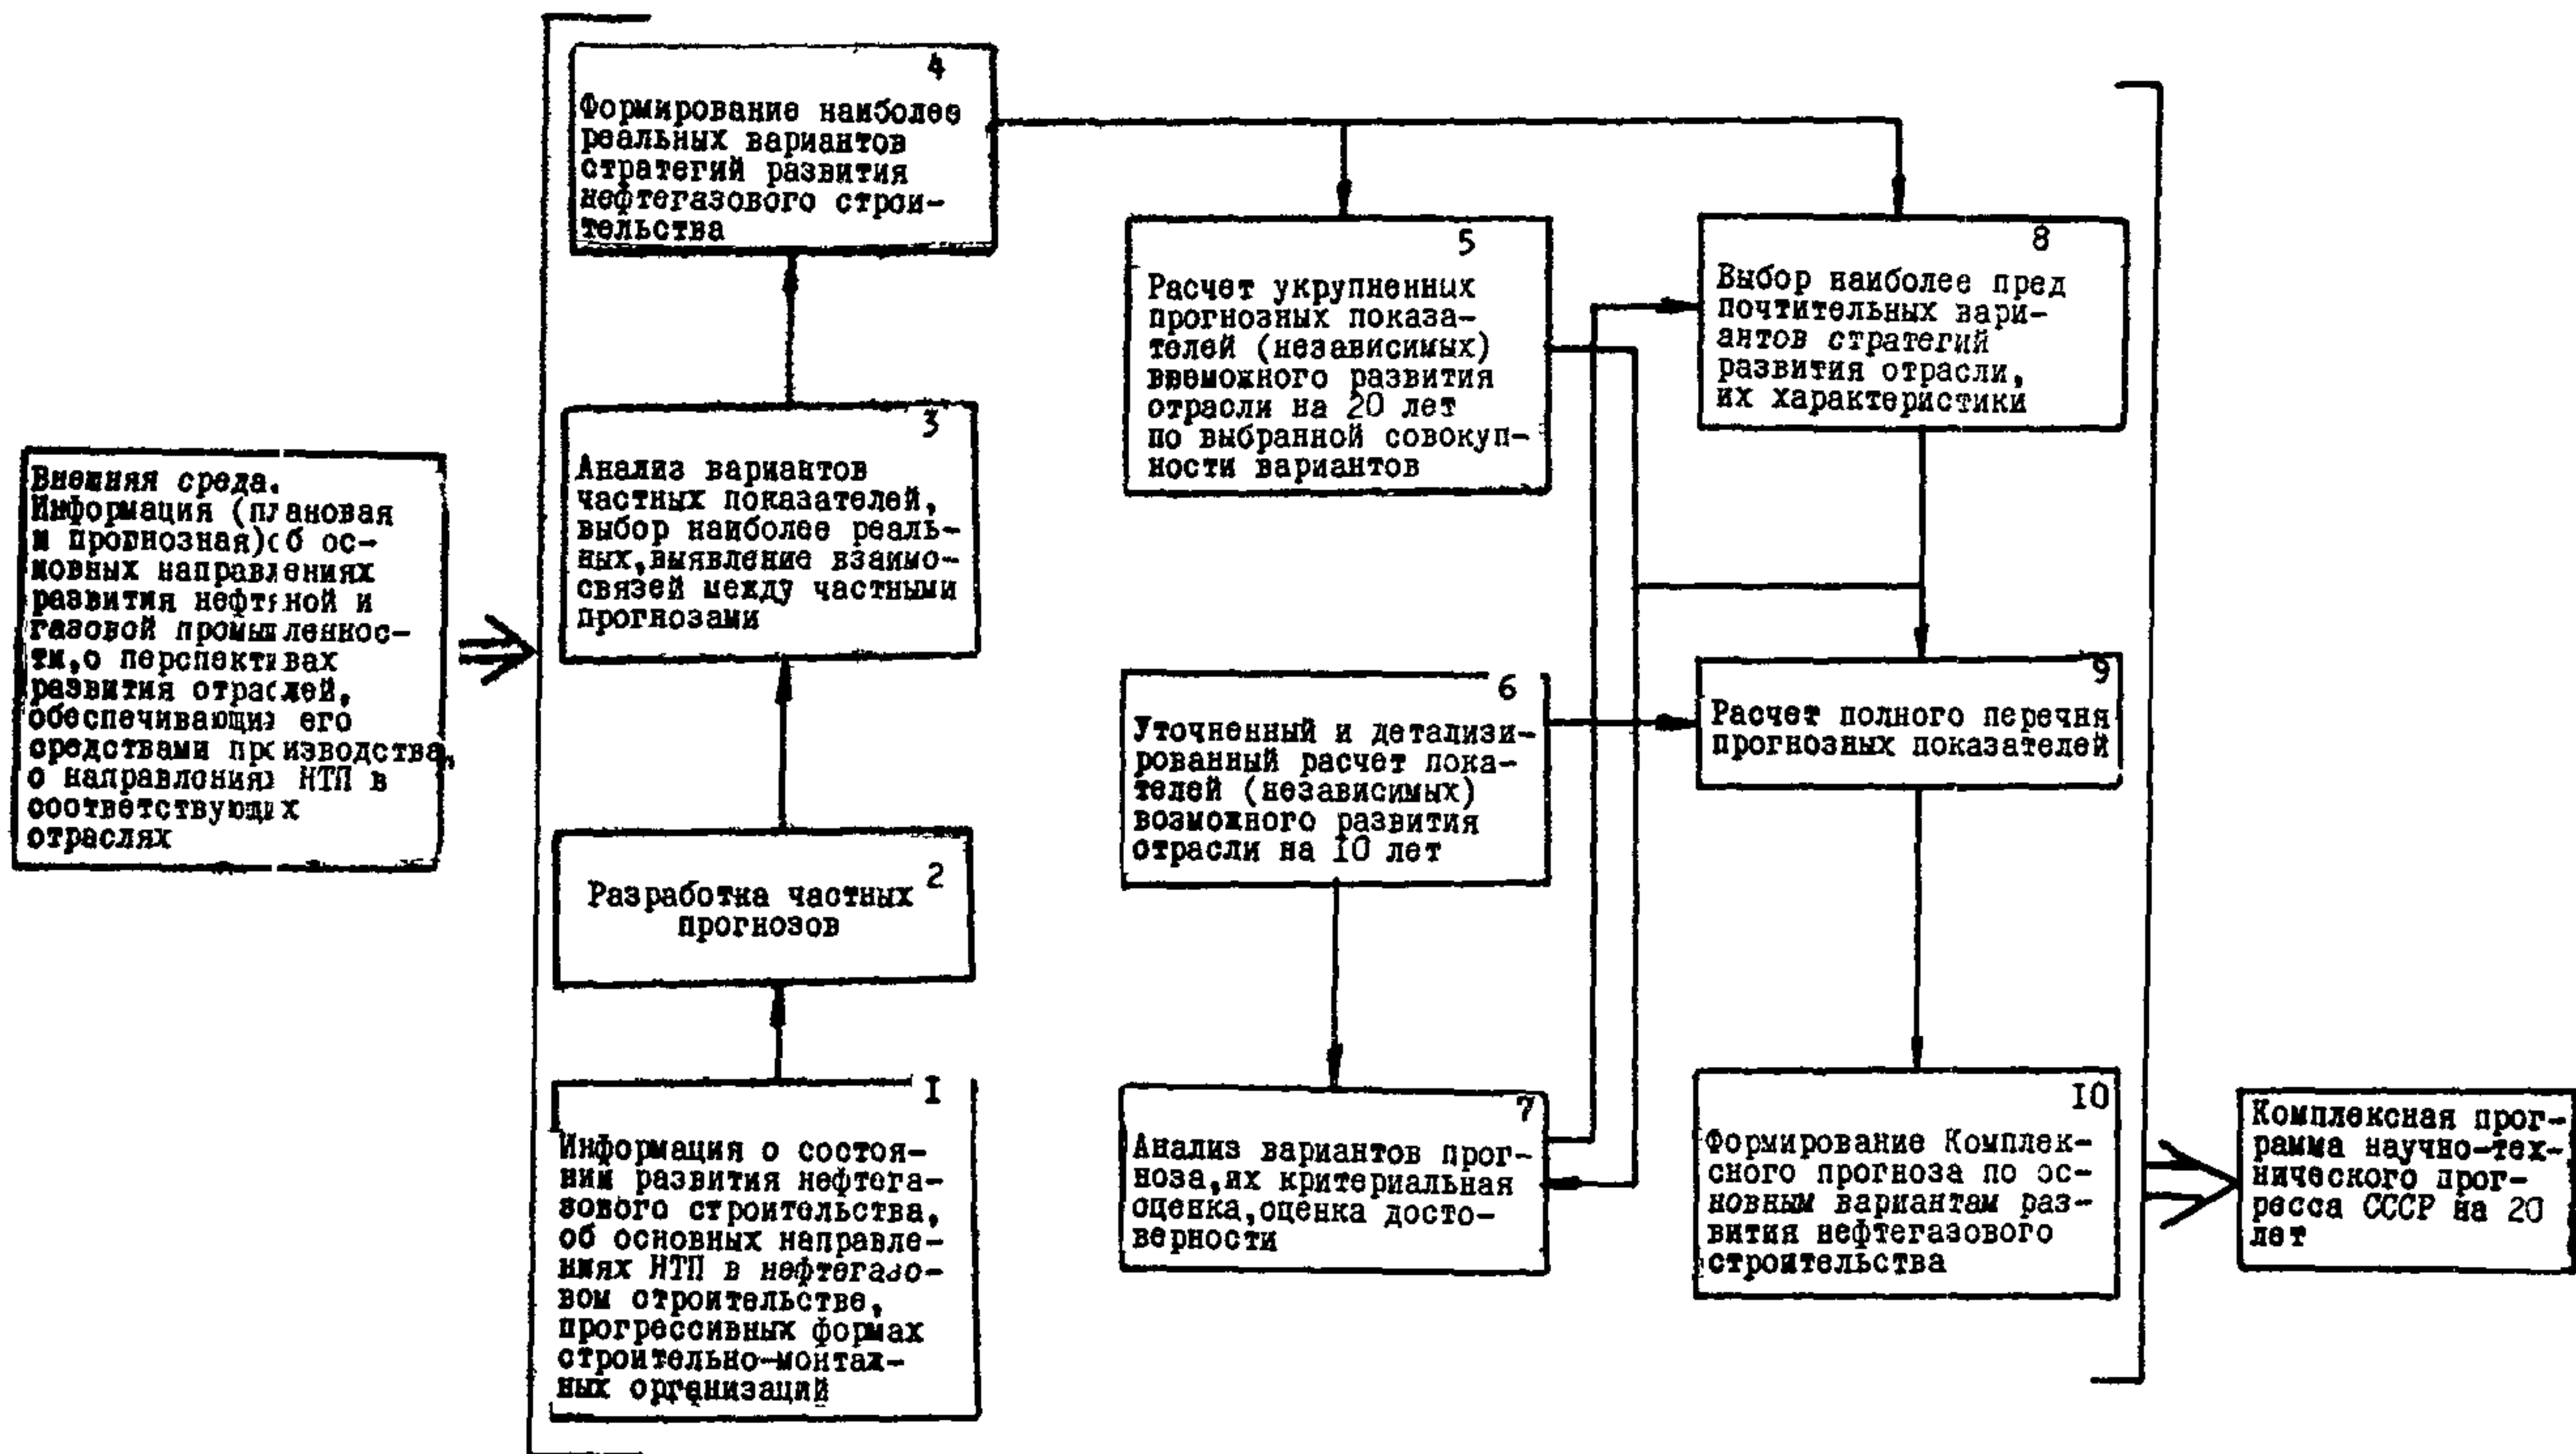 Внешняя среда.
Информация (плановая
и прогнозная) об ос-
новных направлениях
развития нефтяной и
газовой промышленнос-
ти, о перспективах
развития отраслей,
обеспечивающих его
средствами производства,
о направлениях НТП в
соответствующих
отраслях
4
Формирование наиболее
реальных вариантов
стратегий развития
нефтегазового строи-
тельства
3
Анализ вариантов
частных показателей,
выбор наиболее реаль-
ных, выявление взаимо-
связей между частными
прогнозами
2
Разработка частных
прогнозов
I
Информация о состоя-
нии развития нефтега-
зового строительства,
об основных направле-
ниях НТП в нефтегазо-
вом строительстве,
прогрессивных формах
строительно-монтаж-
ных организаций
5
Расчет укрупненных
прогнозных показа-
телей (независимых)
ввеможного развития
отрасли на 20 лет
по выбранной совокуп-
ности вариантов
6
Уточненный и детализи-
рованный расчет пока-
телей (независимых)
возможного развития
отрасли на 10 лет
7
Анализ вариантов прог-
ноза, их критериальная
оценка, оценка досто-
верности
8
Выбор наиболее пред
почтительных вари-
антов стратегий
развития отрасли,
их характеристики
9
Расчет полного перечня
прогнозных показателей
IO
Формирование Комплек-
сного прогноза по ос-
новным вариантам раз-
вития нефтегазового
строительства
Комплексная прог-
рамма научно-тех-
нического прог-
ресса СССР на 20
лет